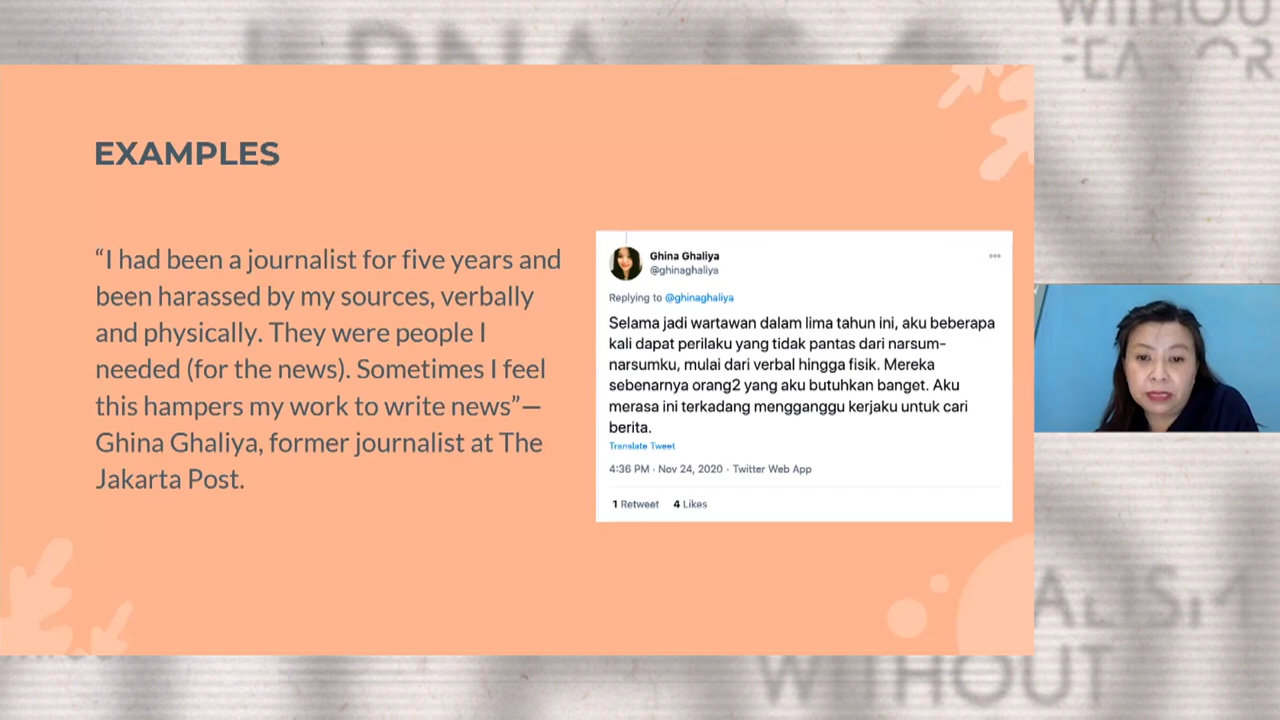 WITHOU
EXAMPLES
“I had been a journalist for five years and
been harassed by my sources, verbally
and physically. They were people I
needed (for the news). Sometimes I feel
this hampers my work to write news”—
Ghina Ghaliya, former journalist at The
Jakarta Post.
Ghina Ghaliya
@ghinaghaliya
Replying to @ghinaghaliya
Selama jadi wartawan dalam lima tahun ini, aku beberapa
kali dapat perilaku yang tidak pantas dari narsum-
narsumku, mulai dari verbal hingga fisik. Mereka
sebenarnya orang2 yang aku butuhkan banget. Aku
merasa ini terkadang mengganggu kerjaku untuk cari
berita.
Translate Tweet
4:36 PM · Nov 24, 2020 · Twitter Web App
1 Retweet 4 Likes
WITHOUT